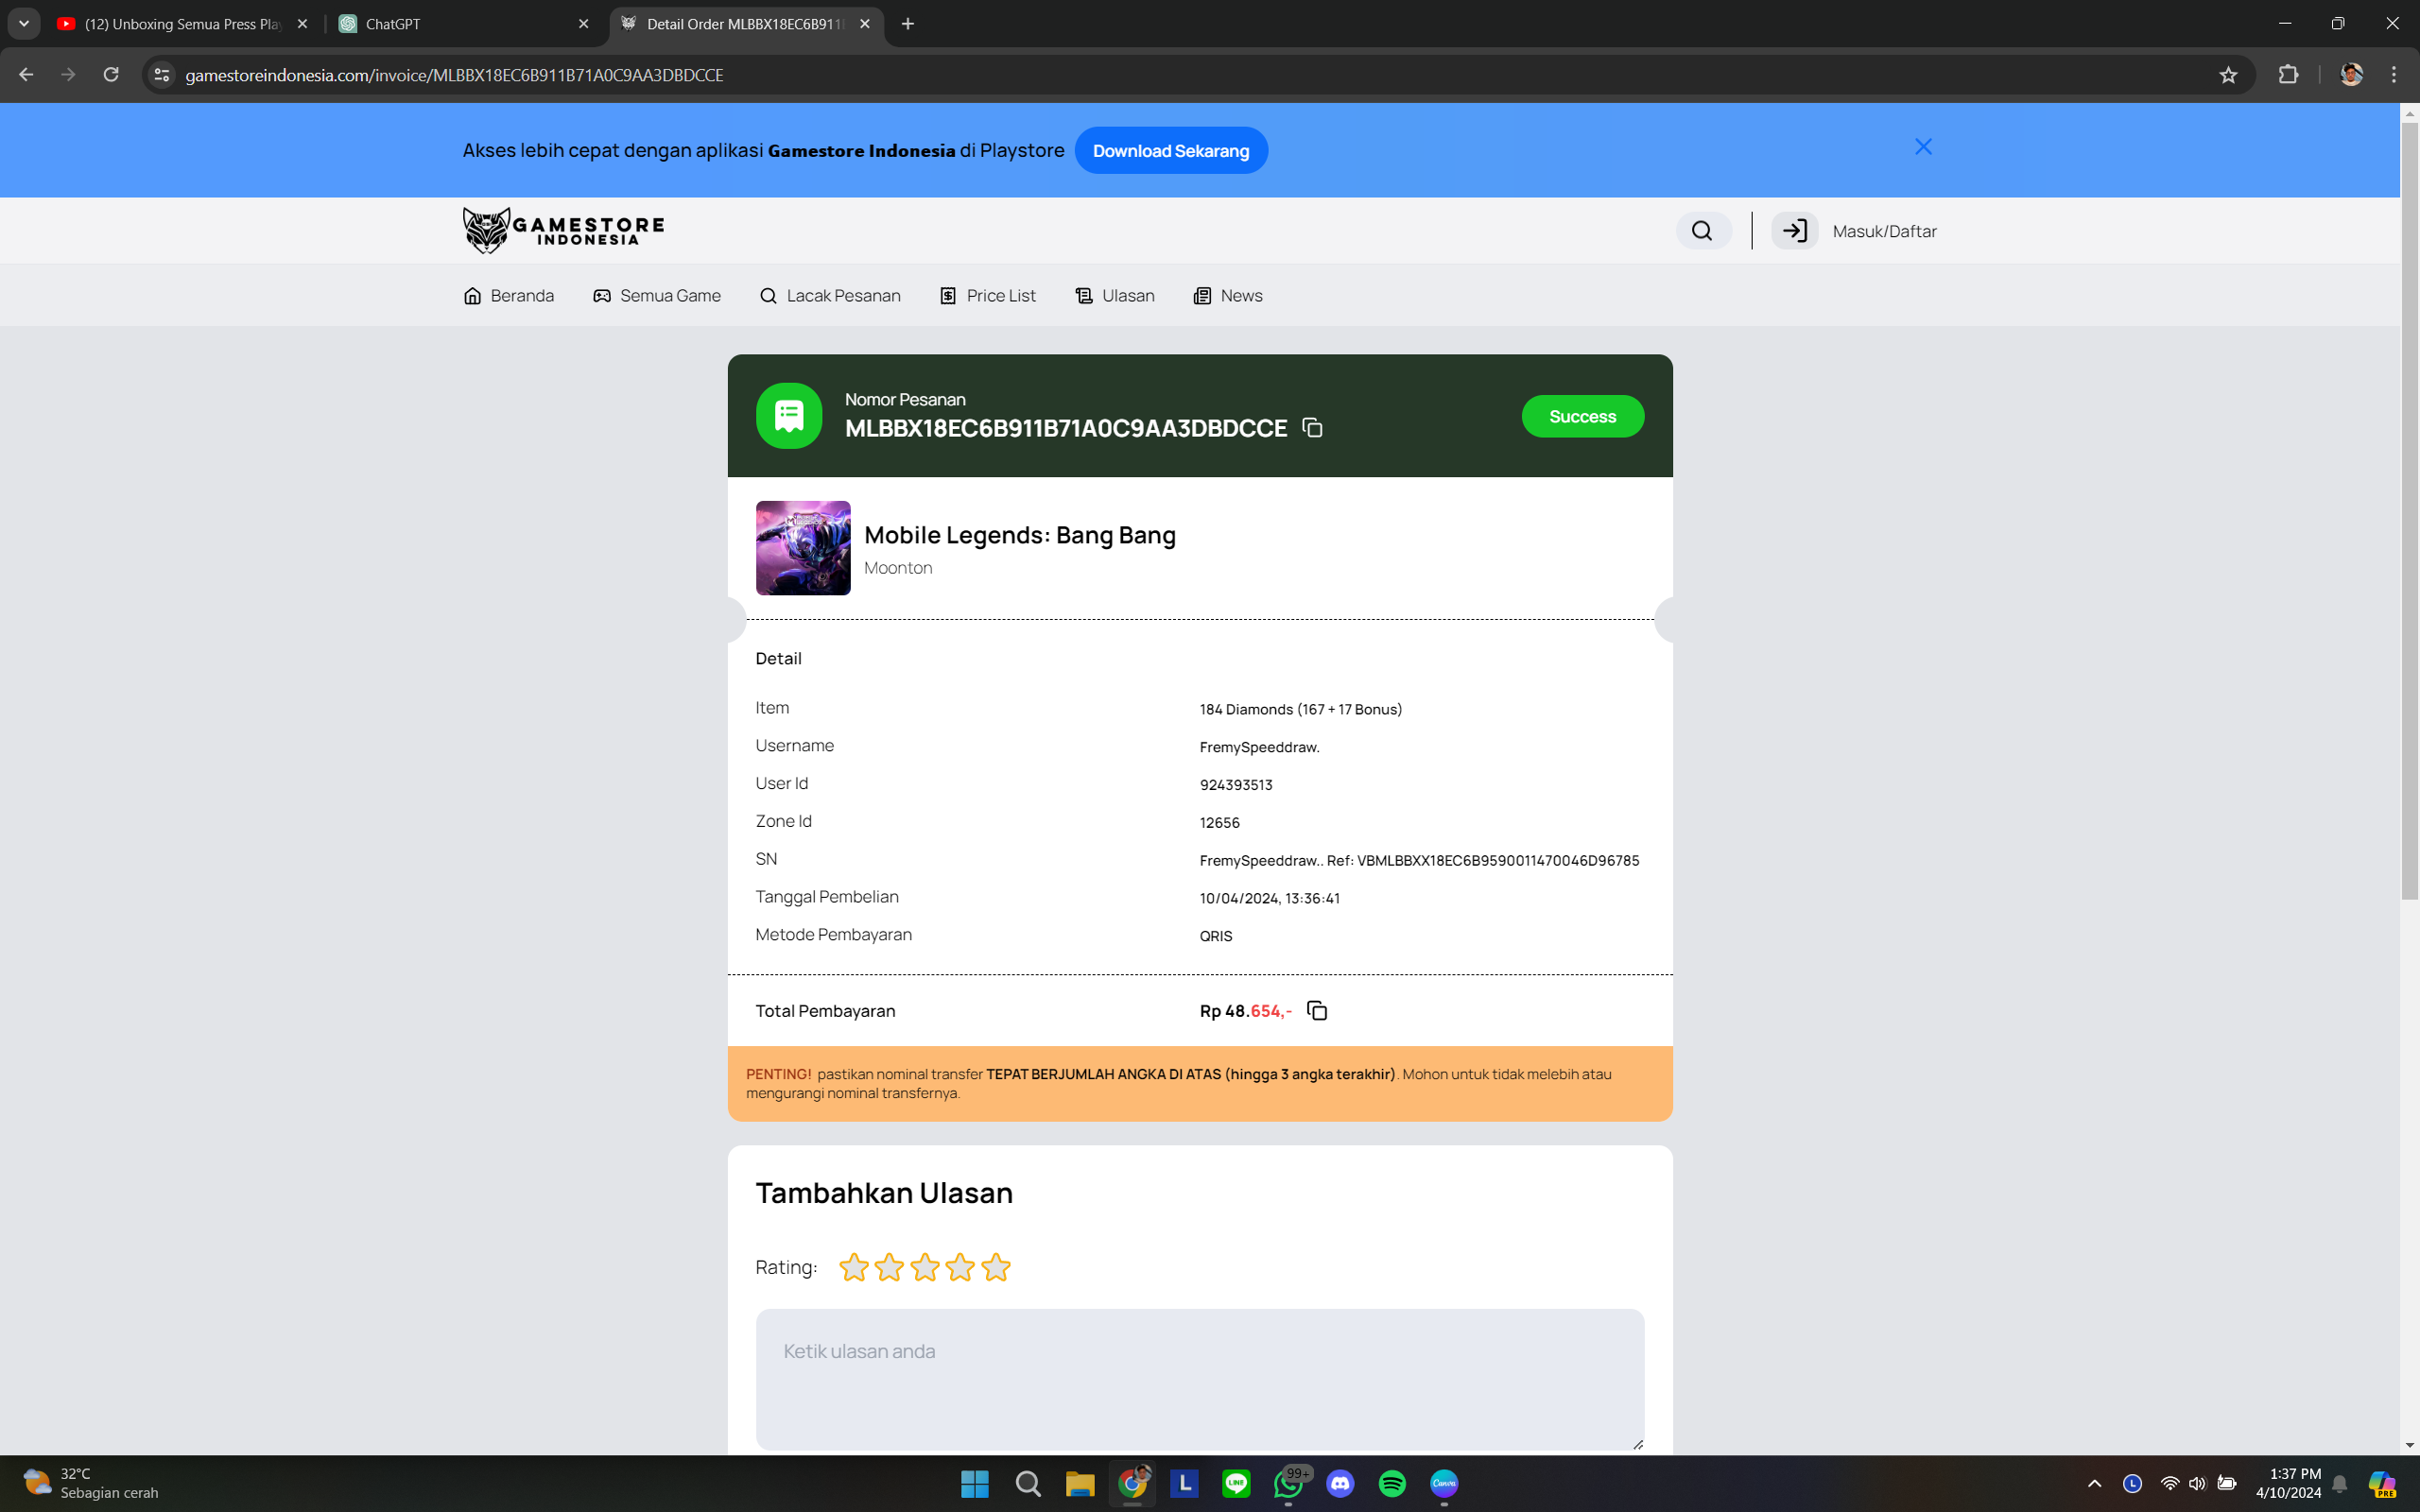 (12) Unboxing Semua Press Pla
ChatGPT
Detail Order MLBBX18EC6B911
gamestoreindonesia.com/invoice/MLBBX18EC6B911B71A0C9AA3DBDCCE
Akses lebih cepat dengan aplikasi Gamestore Indonesia di Playstore
Download Sekarang
GAMESTORE
INDONESIA
Masuk/Daftar
Beranda
Semua Game
Lacak Pesanan
Price List
Ulasan
News
Nomor Pesanan
MLBBX18EC6B911B71A0C9AA3DBDCCE
Success
Mobile Legends: Bang Bang
Moonton
Detail
Item 184 Diamonds (167 + 17 Bonus)
Username FremySpeeddraw.
User Id 924393513
Zone Id 12656
SN FremySpeeddraw.. Ref: VBMLBBXX18EC6B9590011470046D96785
Tanggal Pembelian 10/04/2024, 13:36:41
Metode Pembayaran QRIS
Total Pembayaran Rp 48.654,-
PENTING! pastikan nominal transfer TEPAT BERJUMLAH ANGKA DI ATAS (hingga 3 angka terakhir). Mohon untuk tidak melebih atau
mengurangi nominal transfernya.
Tambahkan Ulasan
Rating:
Ketik ulasan anda
32°C
Sebagian cerah
L
LINE
99+
Canva
L
1:37 PM
4/10/2024
PRE